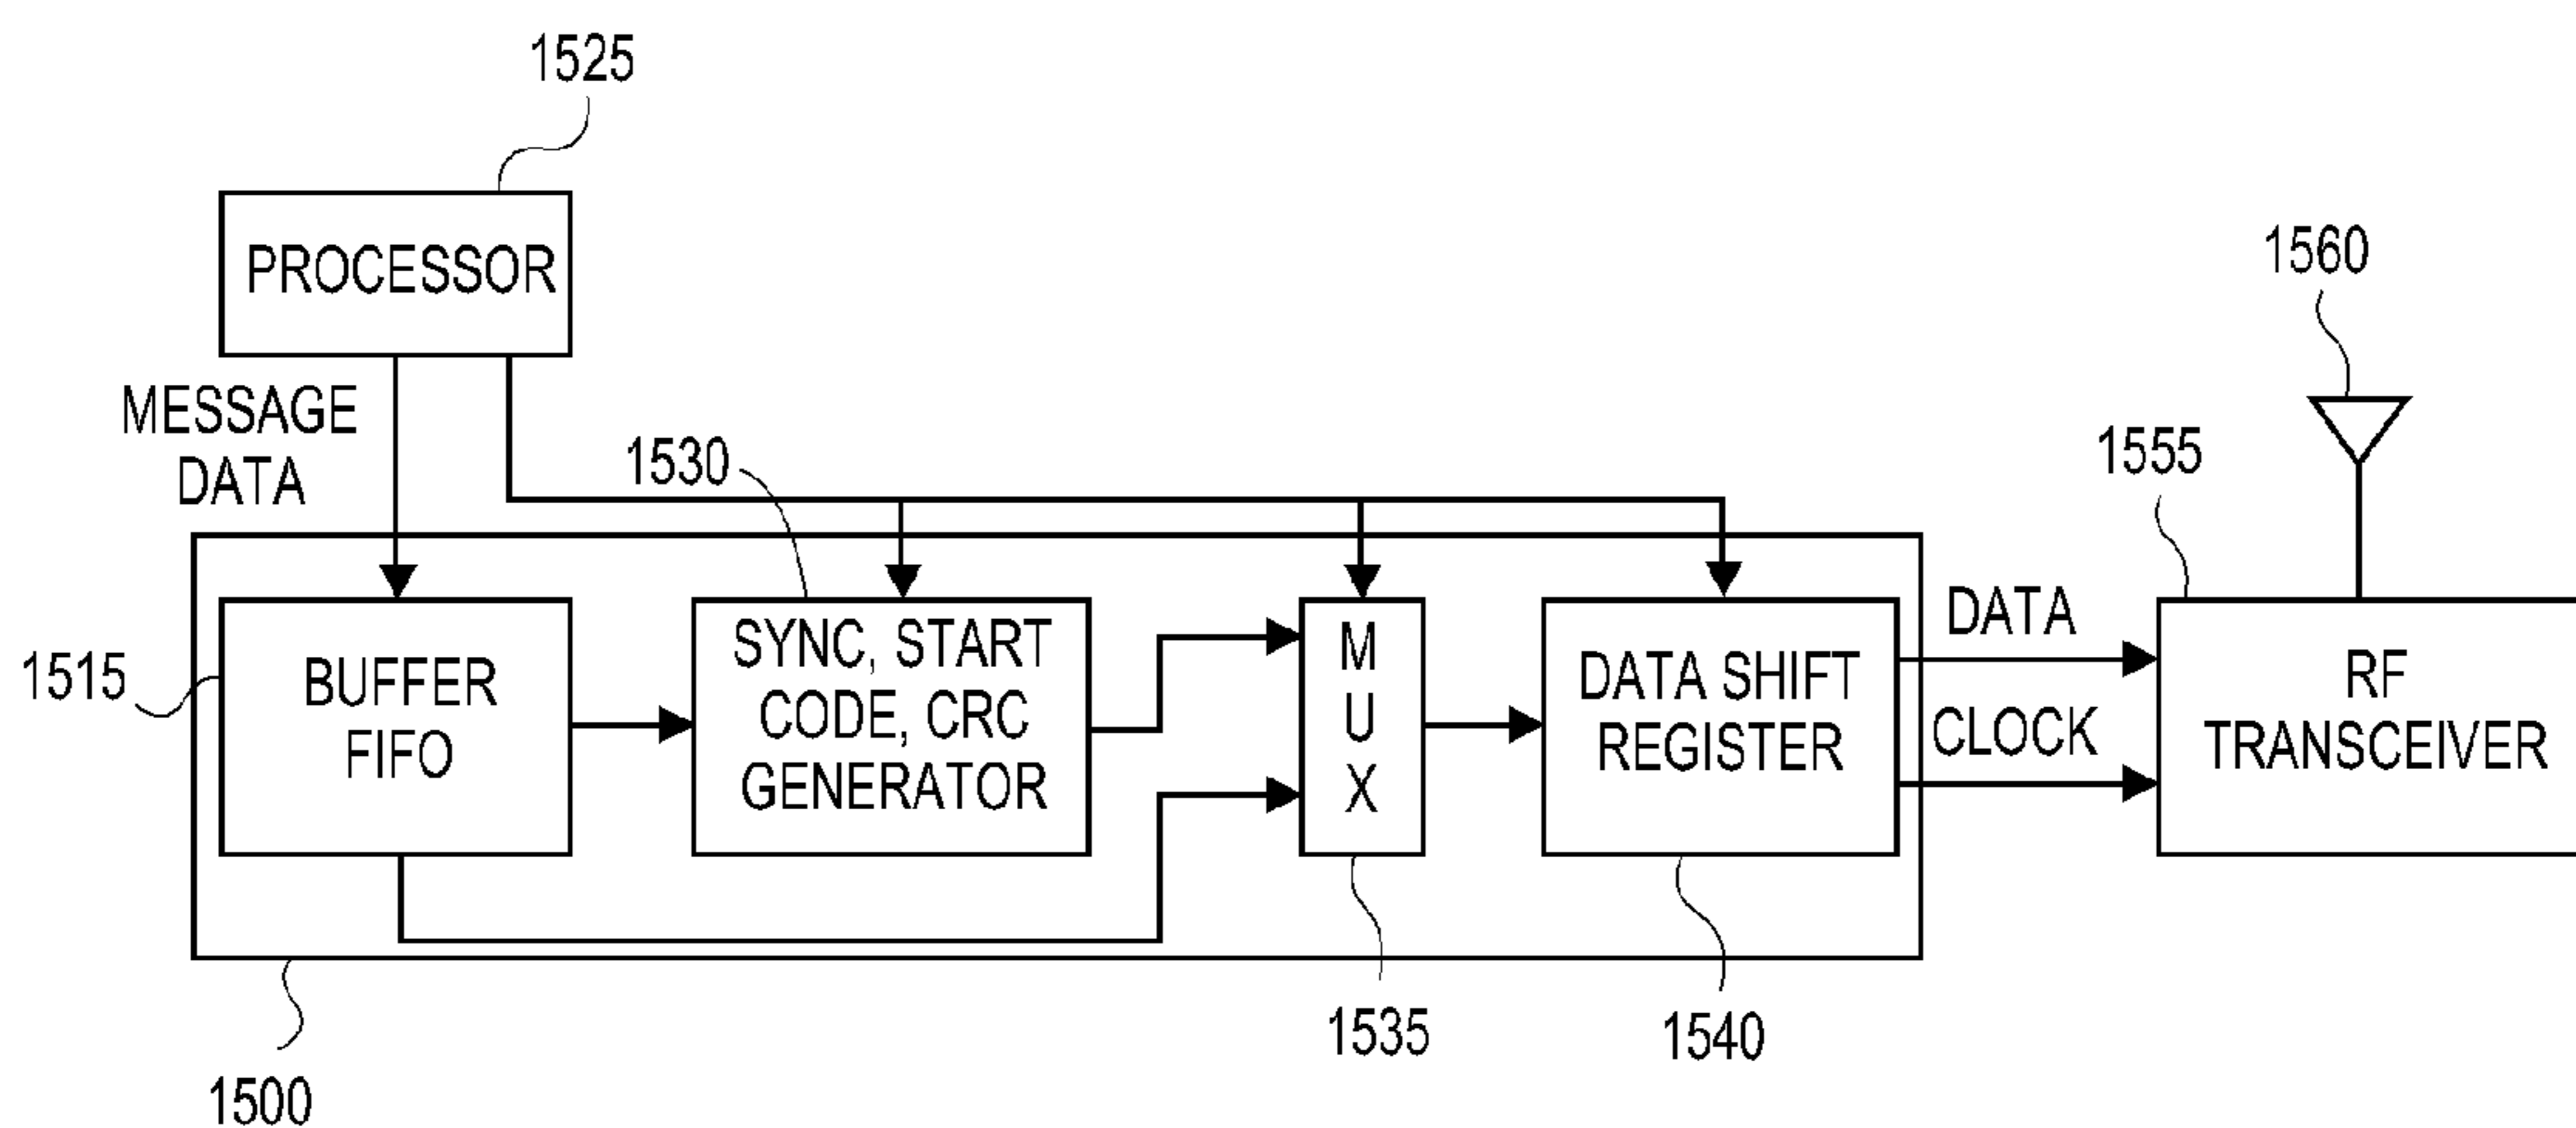 1525
PROCESSOR
1560
MESSAGE
DATA
1530
1555
1515
BUFFER
FIFO
SYNC, START
CODE, CRC
GENERATOR
M
U
X
DATA SHIFT
REGISTER
DATA
CLOCK
RF
TRANSCEIVER
1500
1535
1540